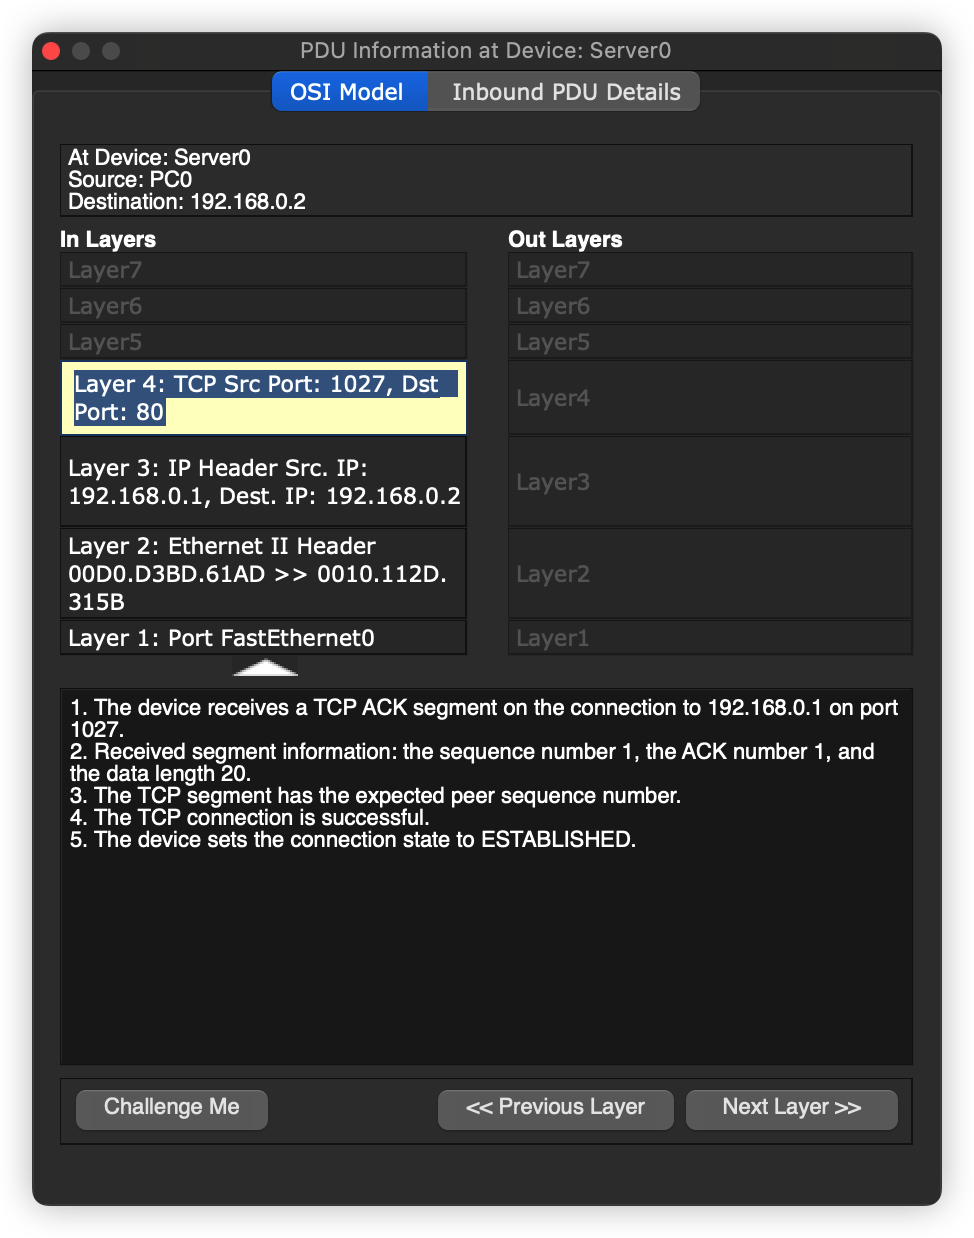 PDU Information at Device: Server0
OSI Model
Inbound PDU Details
At Device: Server0
Source: PC0
Destination: 192.168.0.2
In Layers
Layer7
Layer6
Layer5
Layer 4: TCP Src Port: 1027, Dst
Port: 80
Layer 3: IP Header Src. IP:
192.168.0.1, Dest. IP: 192.168.0.2
Layer 2: Ethernet II Header
00D0.D3BD.61AD >> 0010.112D.
315B
Layer 1: Port FastEthernet0
Out Layers
Layer7
Layer6
Layer5
Layer4
Layer3
Layer2
Layer1
1. The device receives a TCP ACK segment on the connection to 192.168.0.1 on port
1027.
2. Received segment information: the sequence number 1, the ACK number 1, and
the data length 20.
3. The TCP segment has the expected peer sequence number.
4. The TCP connection is successful.
5. The device sets the connection state to ESTABLISHED.
Challenge Me
<< Previous Layer
Next Layer >>